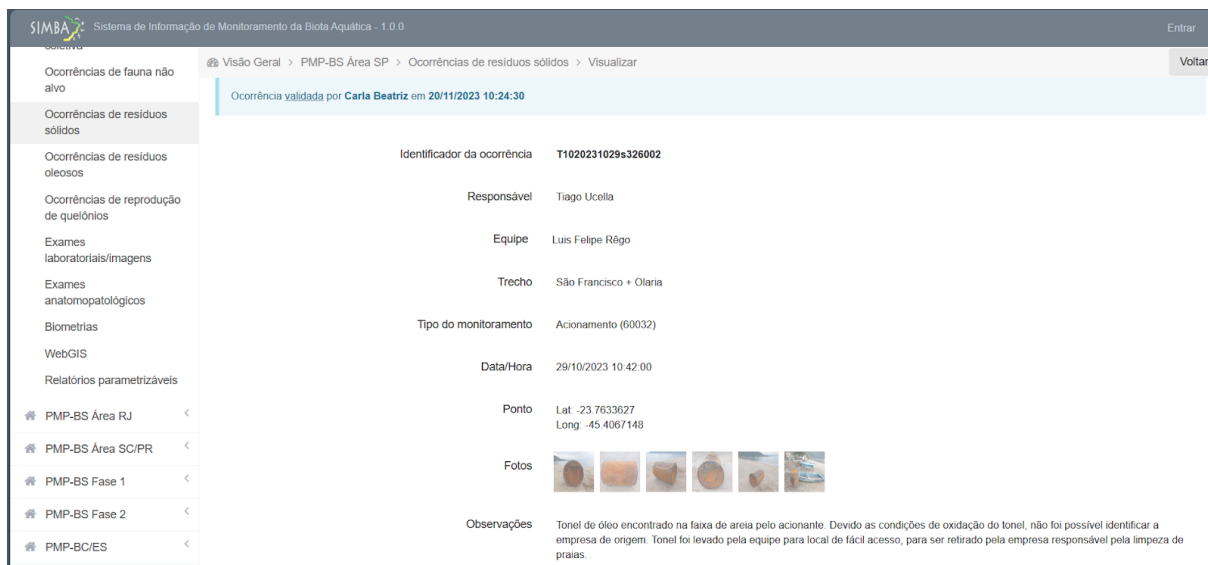 SIMBA Sistema de Informação de Monitoramento da Biota Aquática - 1.0.0
Entrar
coletiva
Ocorrências de fauna não
alvo
Ocorrências de resíduos
sólidos
Ocorrências de resíduos
oleosos
Ocorrências de reprodução
de quelônios
Exames
laboratoriais/imagens
Exames
anatomopatológicos
Biometrias
WebGIS
Relatórios parametrizáveis
PMP-BS Área RJ
PMP-BS Área SC/PR
PMP-BS Fase 1
PMP-BS Fase 2
PMP-BC/ES
Visão Geral > PMP-BS Área SP > Ocorrências de resíduos sólidos > Visualizar
Voltar
Ocorrência validada por Carla Beatriz em 20/11/2023 10:24:30
Identificador da ocorrência T1020231029s326002
Responsável Tiago Ucella
Equipe Luis Felipe Rêgo
Trecho São Francisco + Olaria
Tipo do monitoramento Acionamento (60032)
Data/Hora 29/10/2023 10:42:00
Ponto Lat: -23.7633627
Long: -45.4067148
Fotos
Observações Tonel de óleo encontrado na faixa de areia pelo acionante. Devido as condições de oxidação do tonel, não foi possível identificar a
empresa de origem. Tonel foi levado pela equipe para local de fácil acesso, para ser retirado pela empresa responsável pela limpeza de
praias.